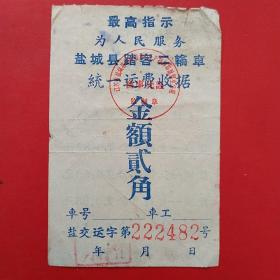 最高指示
为人民服务
盐城县踏客二輪車
統一运費收据
金額貳角
車号 車工
盐交运字第222482号
年 月 日